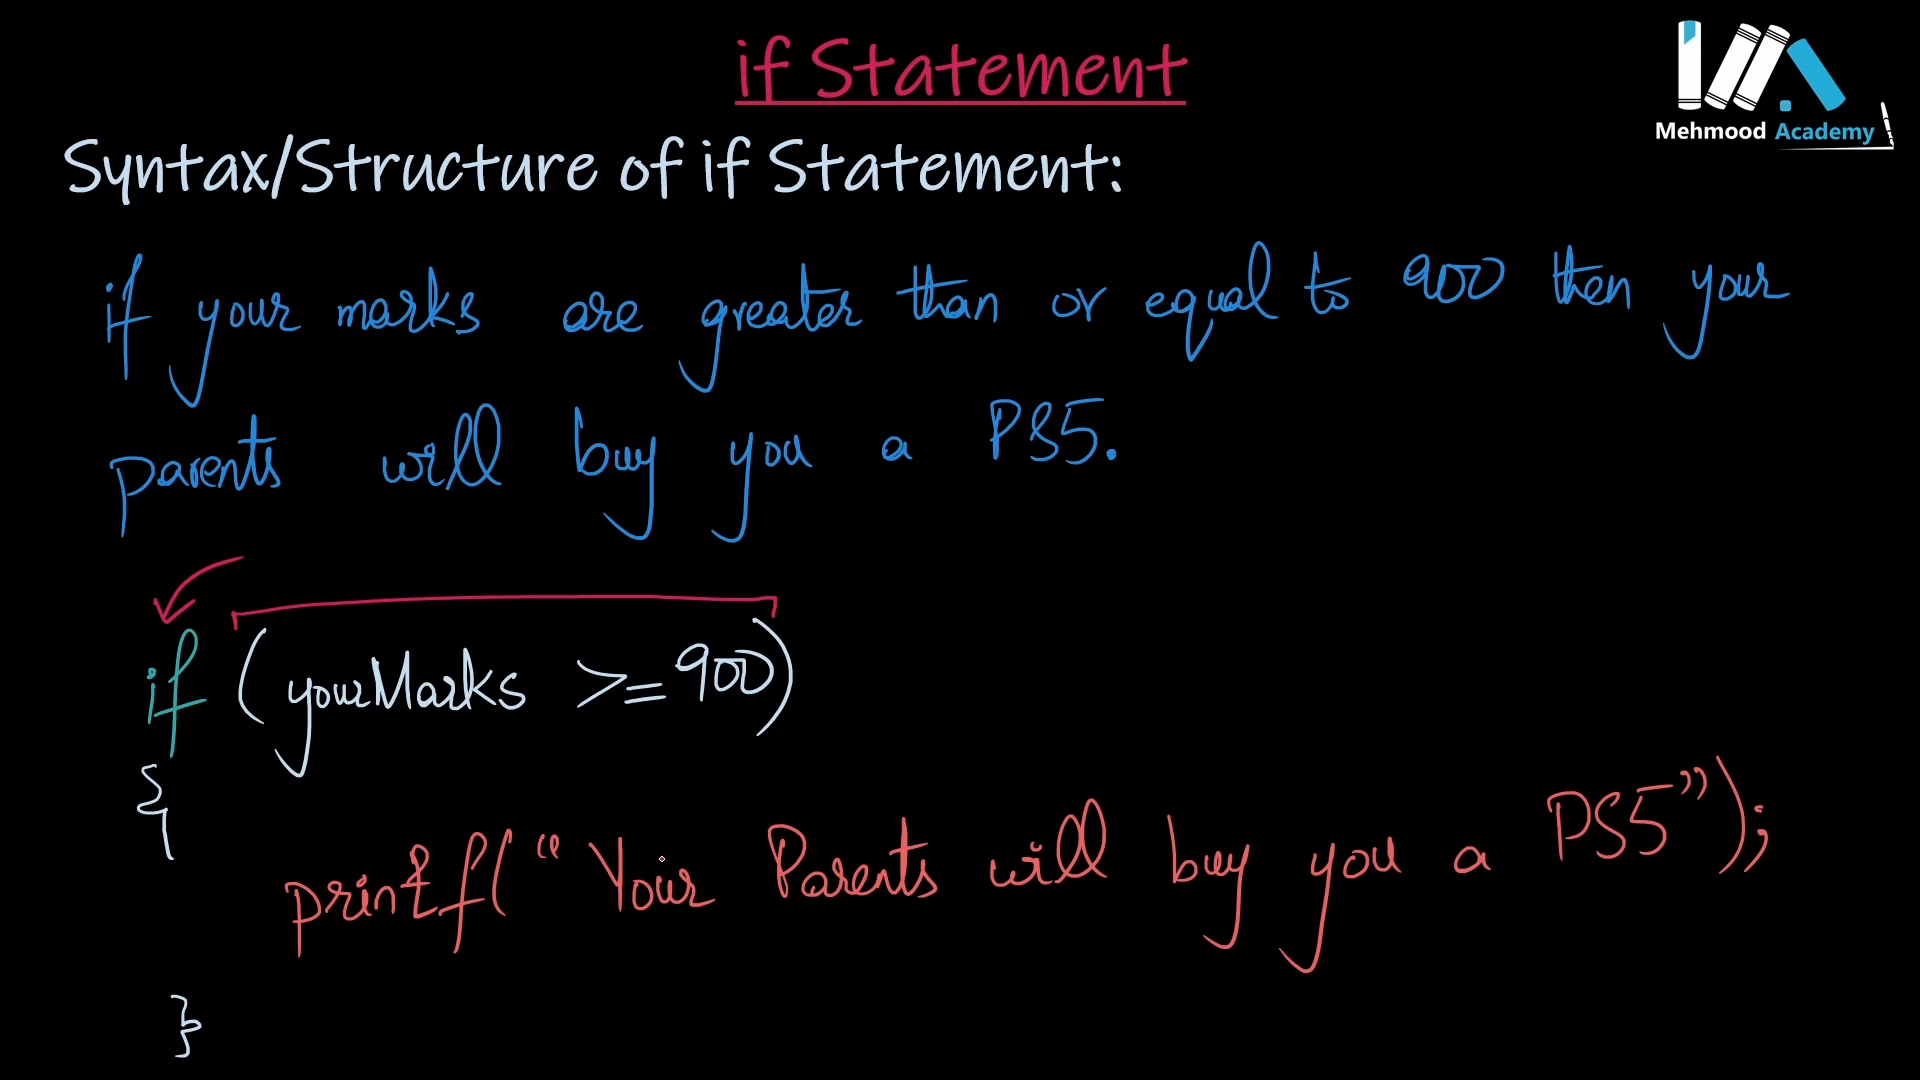 if Statement
Mehmood Academy
Syntax/Structure of if Statement:
if your marks are greater than or equal to 900 then your
parents will buy you a PS5.
if (yourMarks >= 900)
{
printf("Your Parents will buy you a PS5");
}